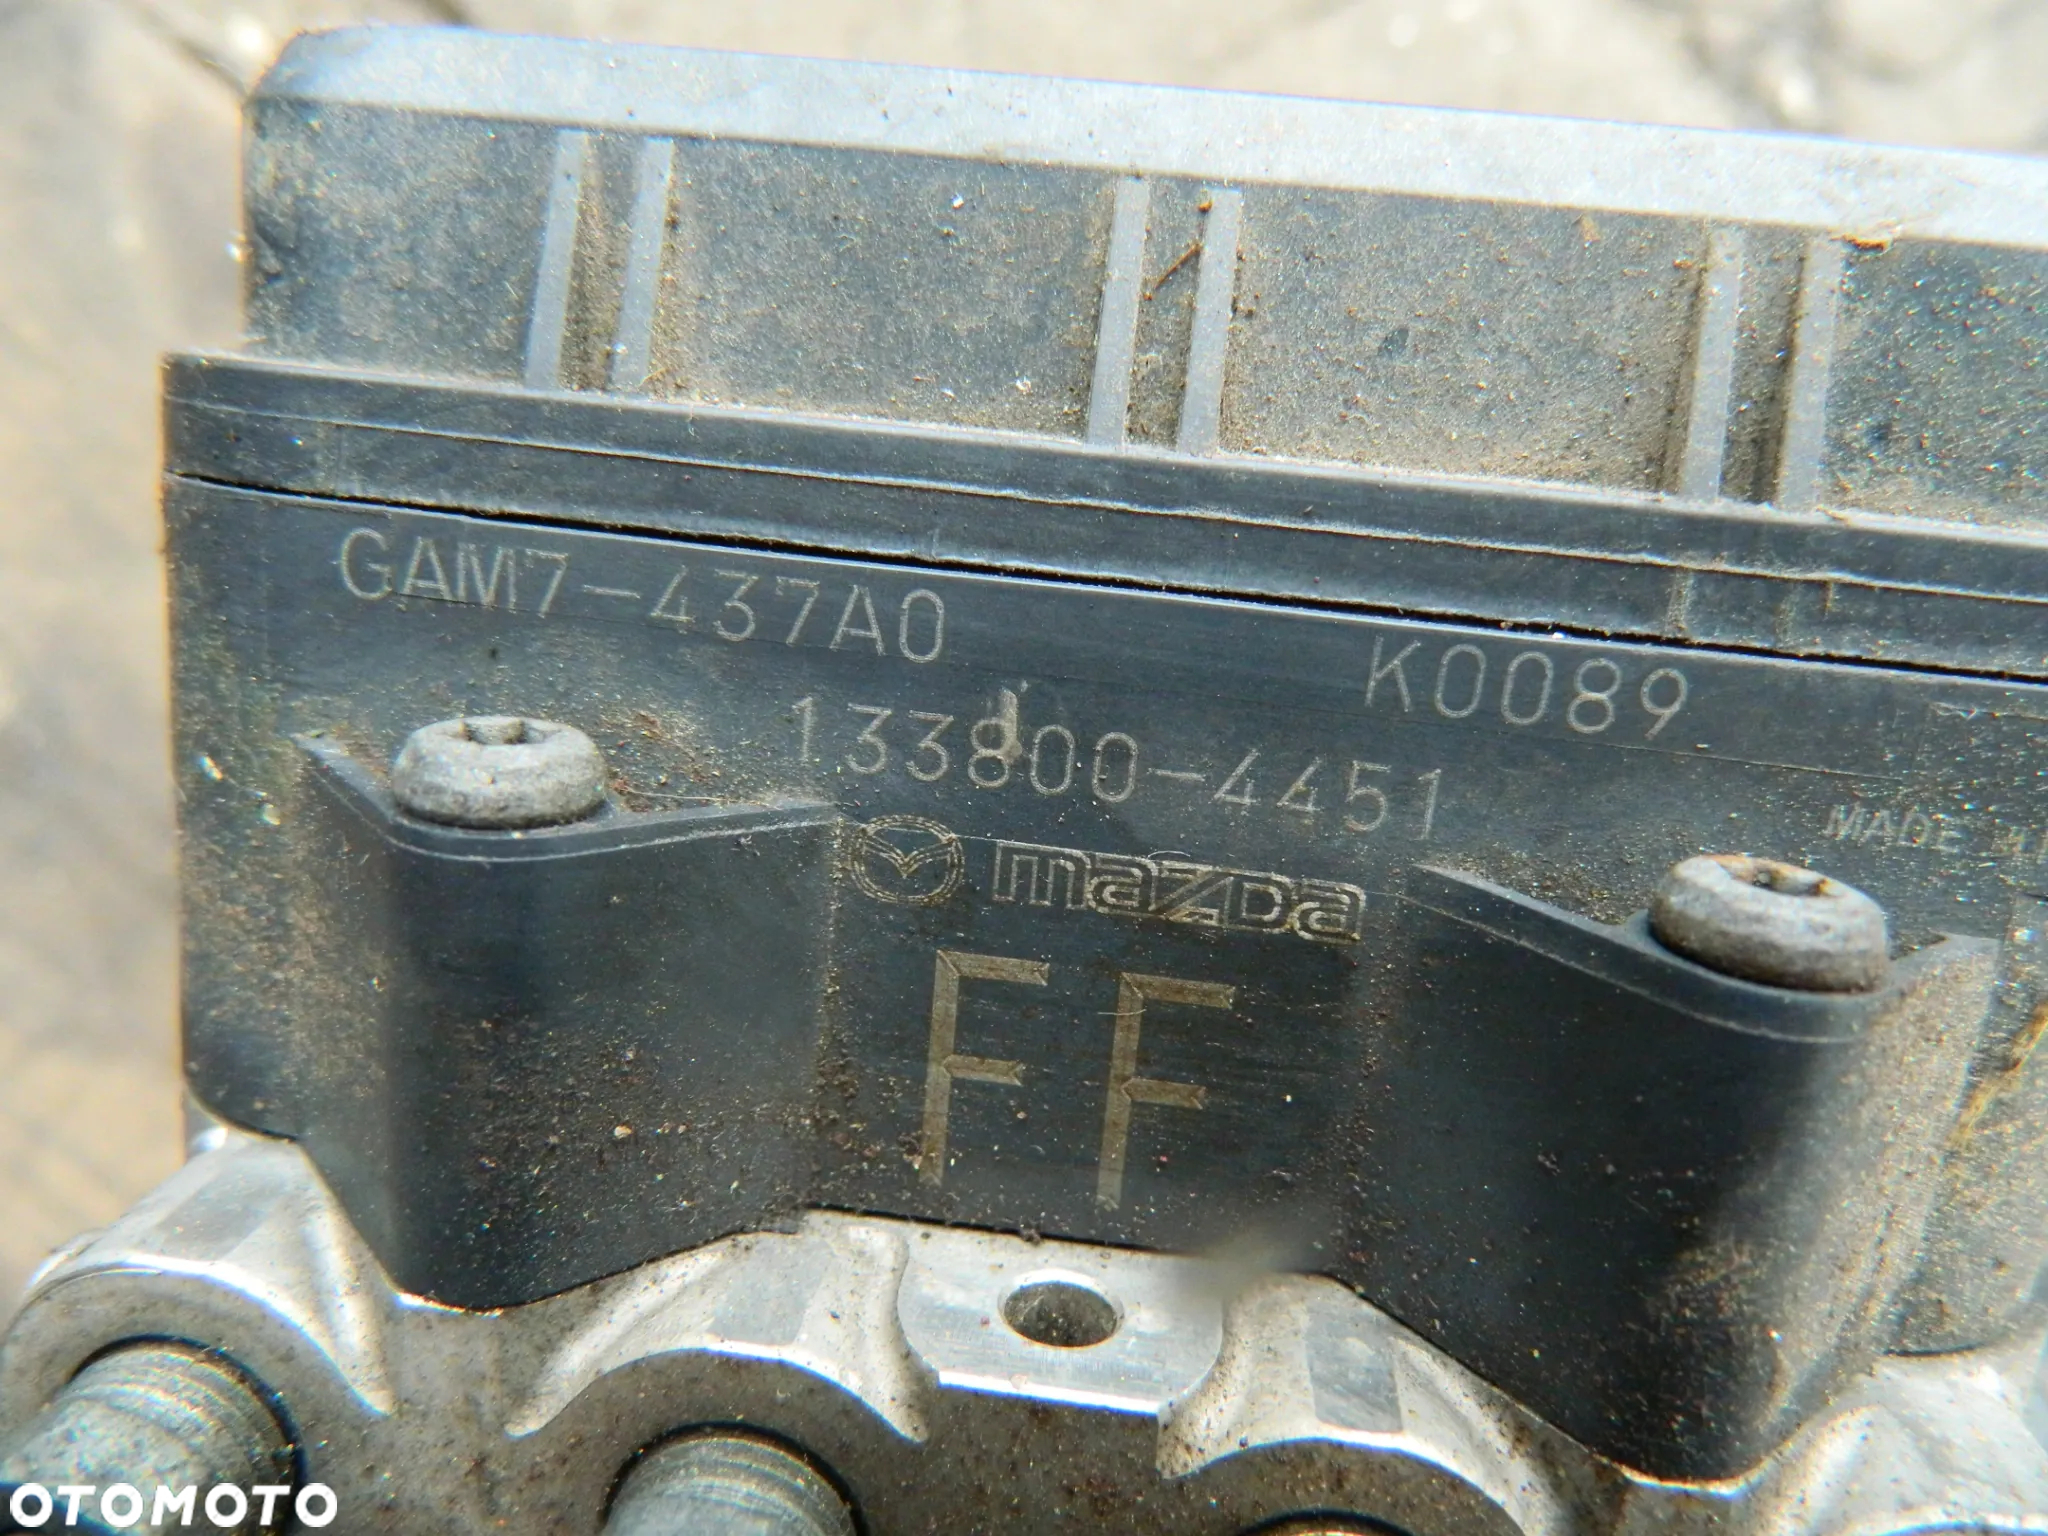 GAM7-437A0 K0089
133800-4451
MADE
mazda
FF
OTOMOTO